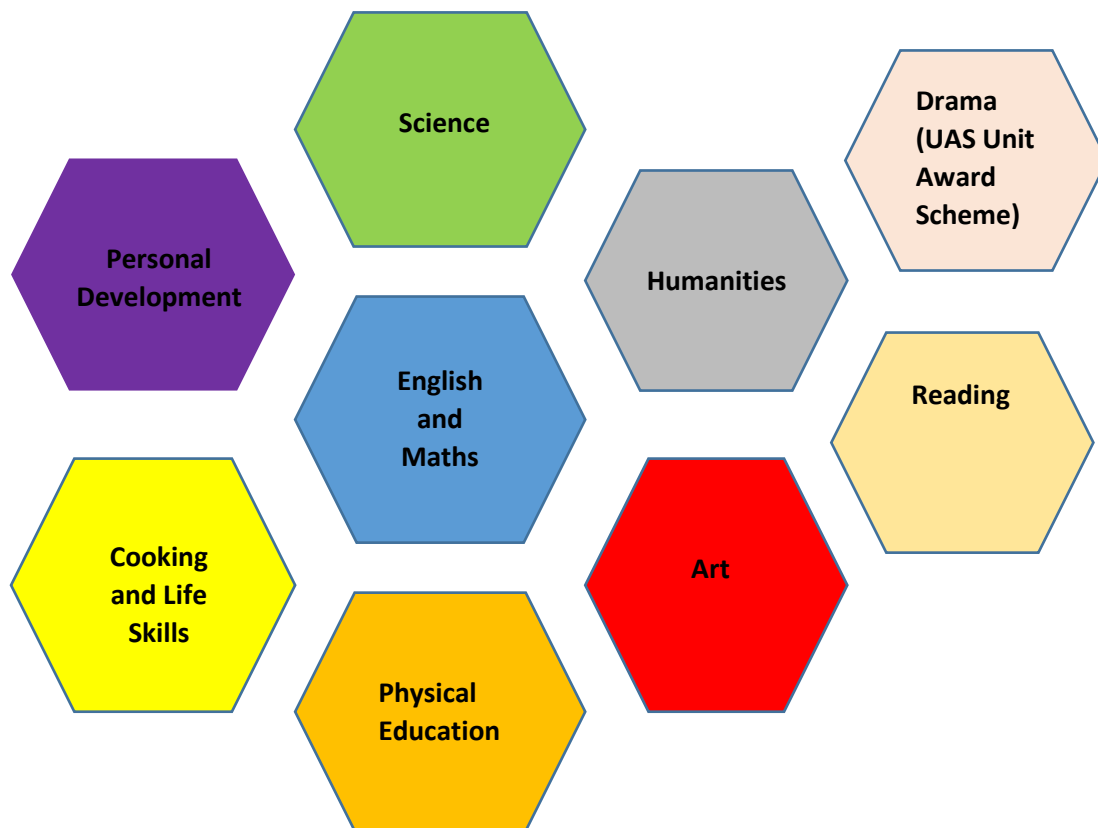 Science
Drama
(UAS Unit
Award
Scheme)
Personal
Development
Humanities
English
and
Maths
Reading
Cooking
and Life
Skills
Art
Physical
Education